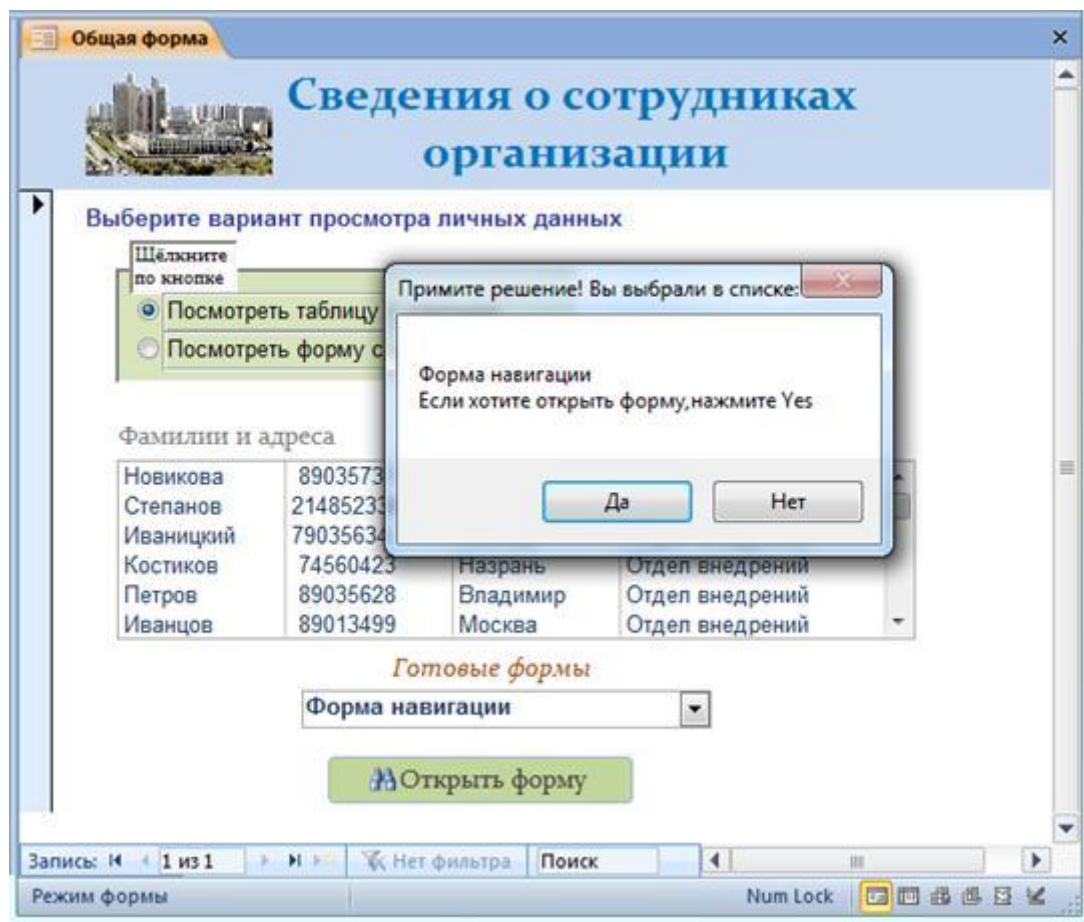 Общая форма
Сведения о сотрудниках
организации
Выберите вариант просмотра личных данных
Щёлкните
по кнопке
Посмотреть таблицу
Посмотреть форму
Примите решение! Вы выбрали в списке:
Форма навигации
Если хотите открыть форму,нажмите Yes
Да Нет
Фамилии и адреса
Новикова 8903573
Степанов 21485233
Иваницкий 79035634
Костиков 74560423 Назрань Отдел внедрений
Петров 89035628 Владимир Отдел внедрений
Иванцов 89013499 Москва Отдел внедрений
Готовые формы
Форма навигации
Открыть форму
Запись: 1 из 1 Нет фильтра Поиск
Режим формы Num Lock